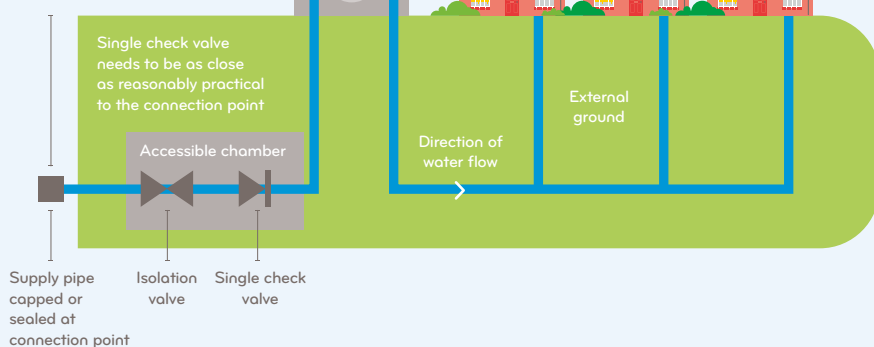 Single check valve
needs to be as close
as reasonably practical
to the connection point
External
ground
Direction of
water flow
Accessible chamber
Supply pipe
capped or
sealed at
connection point
Isolation
valve
Single check
valve